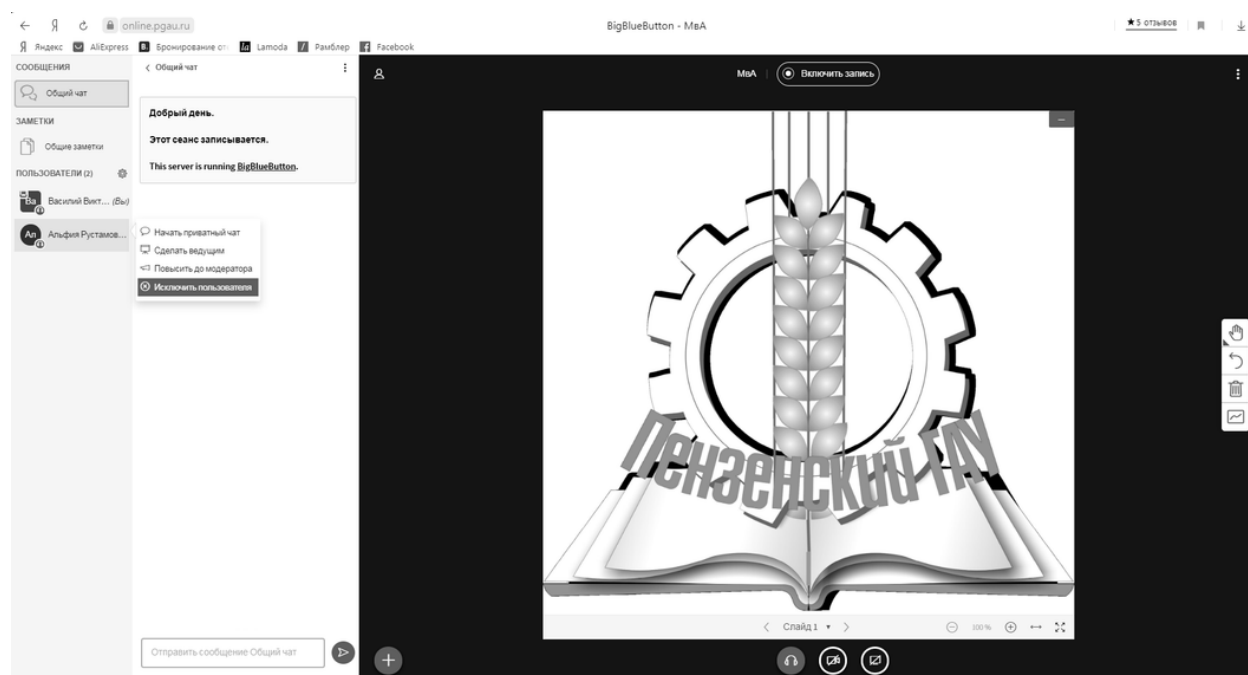 online.pgau.ru
BigBlueButton - МвА
★5 отзывов
Яндекс AliExpress Бронирование от Lamoda Рамблер Facebook
СООБЩЕНИЯ
Общий чат
ЗАМЕТКИ
Общие заметки
ПОЛЬЗОВАТЕЛИ (2)
Ва Василий Викт... (Вы)
Ал Альфия Рустамов...
Общий чат
Добрый день.
Этот сеанс записывается.
This server is running BigBlueButton.
Начать приватный чат
Сделать ведущим
Повысить до модератора
Исключить пользователя
Отправить сообщение Общий чат
МвА | Включить запись
Пензенский ГАУ
Слайд 1
100%